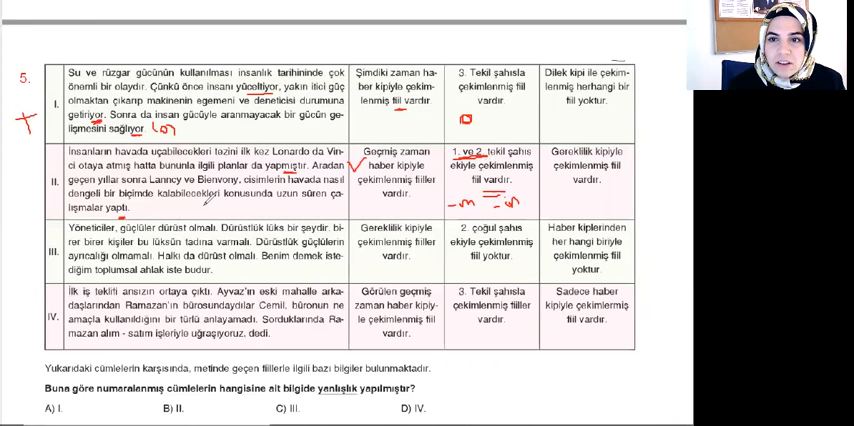 5.
I.
Su ve rüzgar gücünün kullanılması insanlık tarihininde çok
önemli bir olaydır. Çünkü önce insanı yüceltiyor, yakın itici güç
olmaktan çıkarıp makinenin egemeni ve deneticisi durumuna
getiriyor. Sonra da insan gücüyle aranmayacak bir gücün ge-
lişmesini sağlıyor. (o)
Şimdiki zaman ha-
ber kipiyle çekim-
lenmiş fiil vardır.
3. Tekil şahısla
çekimlenmiş fiil
vardır.
Dilek kipi ile çekim-
lenmiş herhangi bir
fiil yoktur.
II.
İnsanların havada uçabilecekleri tezini ilk kez Lonardo da Vin-
ci otaya atmış hatta bununla ilgili planlar da yapmıştır. Aradan
geçen yıllar sonra Lanncy ve Bienvony, cisimlerin havada nasıl
dengeli bir biçimde kalabilecekleri konusunda uzun süren ça-
lışmalar yaptı.
Geçmiş zaman
haber kipiyle
çekimlenmiş fiiller
vardır.
1. ve 2. tekil şahıs
ekiyle çekimlenmiş
fiil vardır.
-m -n
Gereklilik kipiyle
çekimlenmiş fiil
vardır.
III.
Yöneticiler, güçlüler dürüst olmalı. Dürüstlük lüks bir şeydir. bi-
rer birer kişiler bu lüksün tadına varmalı. Dürüstlük güçlülerin
ayrıcalığı olmamalı. Halkı da dürüst olmalı. Benim demek iste-
diğim toplumsal ahlak iste budur.
Gereklilik kipiyle
çekimlenmiş fiiller
vardır.
2. çoğul şahıs
ekiyle çekimlenmiş
fiil yoktur.
Haber kiplerinden
her hangi biriyle
çekimlenmiş fiil
yoktur.
IV.
İlk iş teklifi ansızın ortaya çıktı. Ayvaz'ın eski mahalle arka-
daşlarından Ramazan'ın bürosundaydılar Cemil, büronun ne
amaçla kullanıldığını bir türlü anlayamadı. Sorduklarında Ra-
mazan alım - satım işleriyle uğraşıyoruz, dedi.
Görülen geçmiş
zaman haber kipiy-
le çekimlenmiş fiil
vardır.
3. Tekil şahısla
çekimlenmiş fiiller
vardır.
Sadece haber
kipiyle çekimlermiş
fiil vardır.
Yukarıdaki cümlelerin karşısında, metinde geçen fiillerle ilgili bazı bilgiler bulunmaktadır.
Buna göre numaralanmış cümlelerin hangisine ait bilgide yanlışlık yapılmıştır?
A) I. B) II. C) III. D) IV.